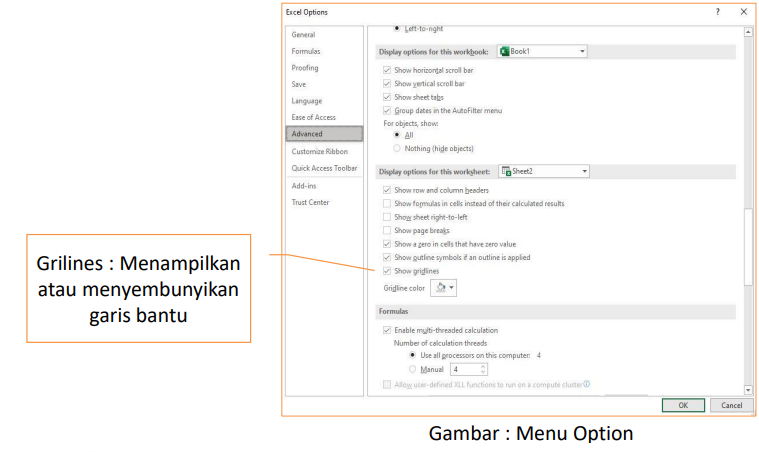 Excel Options
? ×
General
Formulas
Proofing
Save
Language
Ease of Access
Advanced
Customize Ribbon
Quick Access Toolbar
Add-ins
Trust Center
Left-to-right
Display options for this workbook: Book1
Show horizontal scroll bar
Show vertical scroll bar
Show sheet tabs
Group dates in the AutoFilter menu
For objects, show:
All
Nothing (hide objects)
Display options for this worksheet: Sheet2
Show row and column headers
Show formulas in cells instead of their calculated results
Show sheet right-to-left
Show page breaks
Show a zero in cells that have zero value
Show outline symbols if an outline is applied
Show gridlines
Gridline color
Formulas
Enable multi-threaded calculation
Number of calculation threads
Use all processors on this computer: 4
Manual 4
Allow user-defined XLL functions to run on a compute cluster
OK Cancel
Grilines : Menampilkan
atau menyembunyikan
garis bantu
Gambar : Menu Option